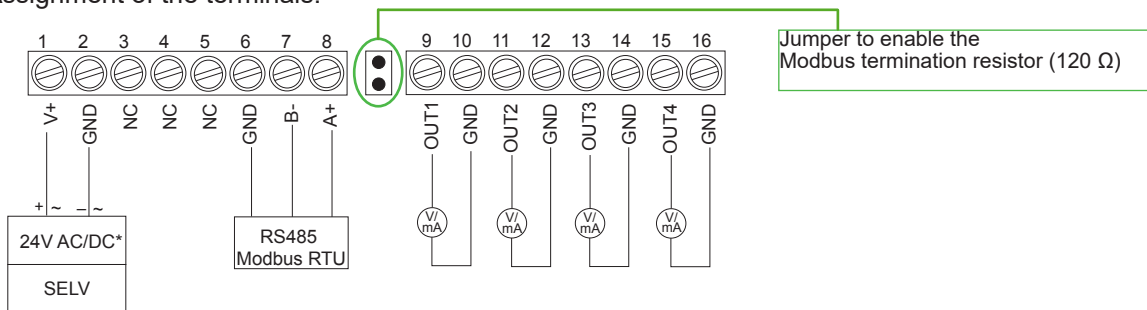 Assignment of the terminals:
1 2 3 4 5 6 7 8 9 10 11 12 13 14 15 16
Jumper to enable the
Modbus termination resistor (120 Ω)
V+ GND NC NC NC GND B- A+ OUT1 GND OUT2 GND OUT3 GND OUT4 GND
+ ~ – ~
V/ V/ V/ V/
mA mA mA mA
24V AC/DC* RS485
Modbus RTU
SELV